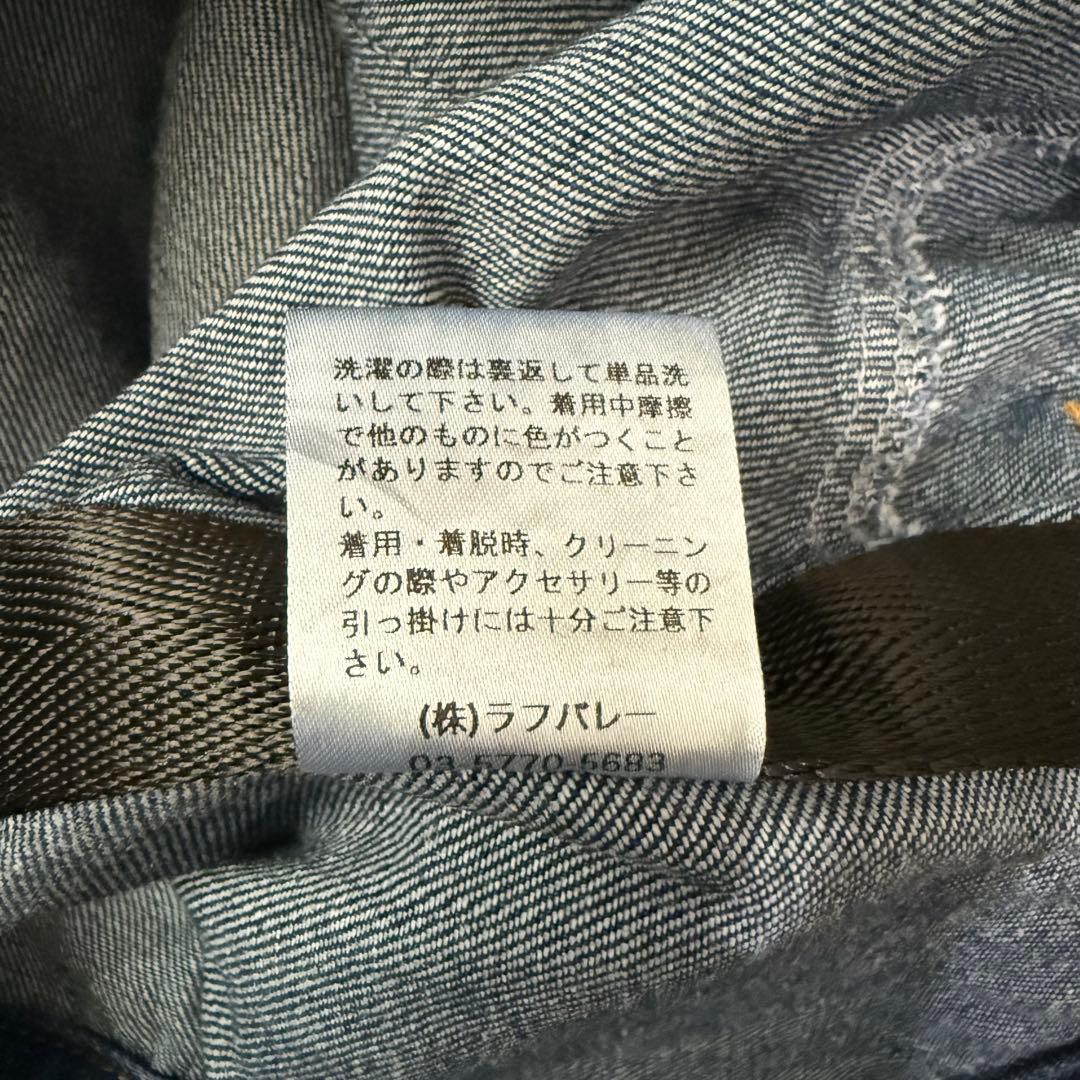 洗濯の際は裏返して単品洗
いして下さい。着用中摩擦
で他のものに色がつくこと
がありますのでご注意下さ
い。
着用・着脱時、クリーニン
グの際やアクセサリー等の
引っ掛けには十分ご注意下
さい。
(株)ラフバレー
03-5770-5683